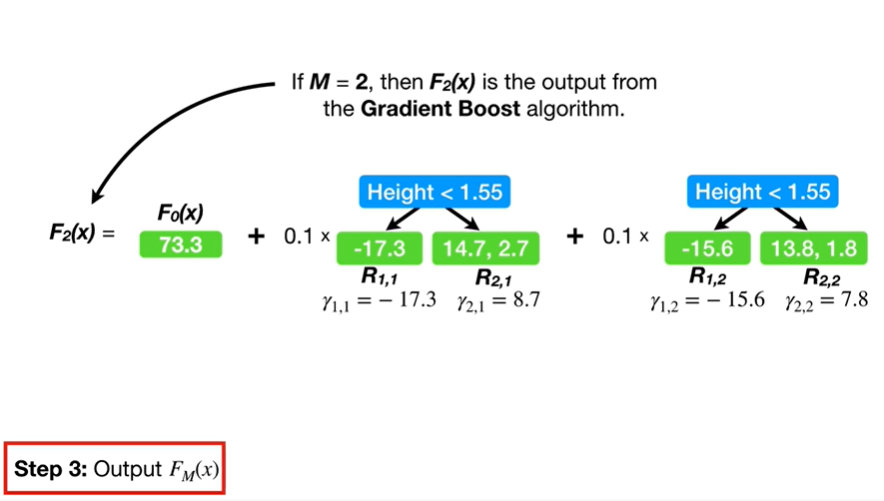 If M = 2, then F₂(x) is the output from
the Gradient Boost algorithm.
Height < 1.55 Height < 1.55
F₀(x)
F₂(x) = 73.3 + 0.1 x -17.3 14.7, 2.7 + 0.1 x -15.6 13.8, 1.8
R₁,₁ R₂,₁ R₁,₂ R₂,₂
γ₁,₁ = − 17.3 γ₂,₁ = 8.7 γ₁,₂ = − 15.6 γ₂,₂ = 7.8
Step 3: Output F_M(x)